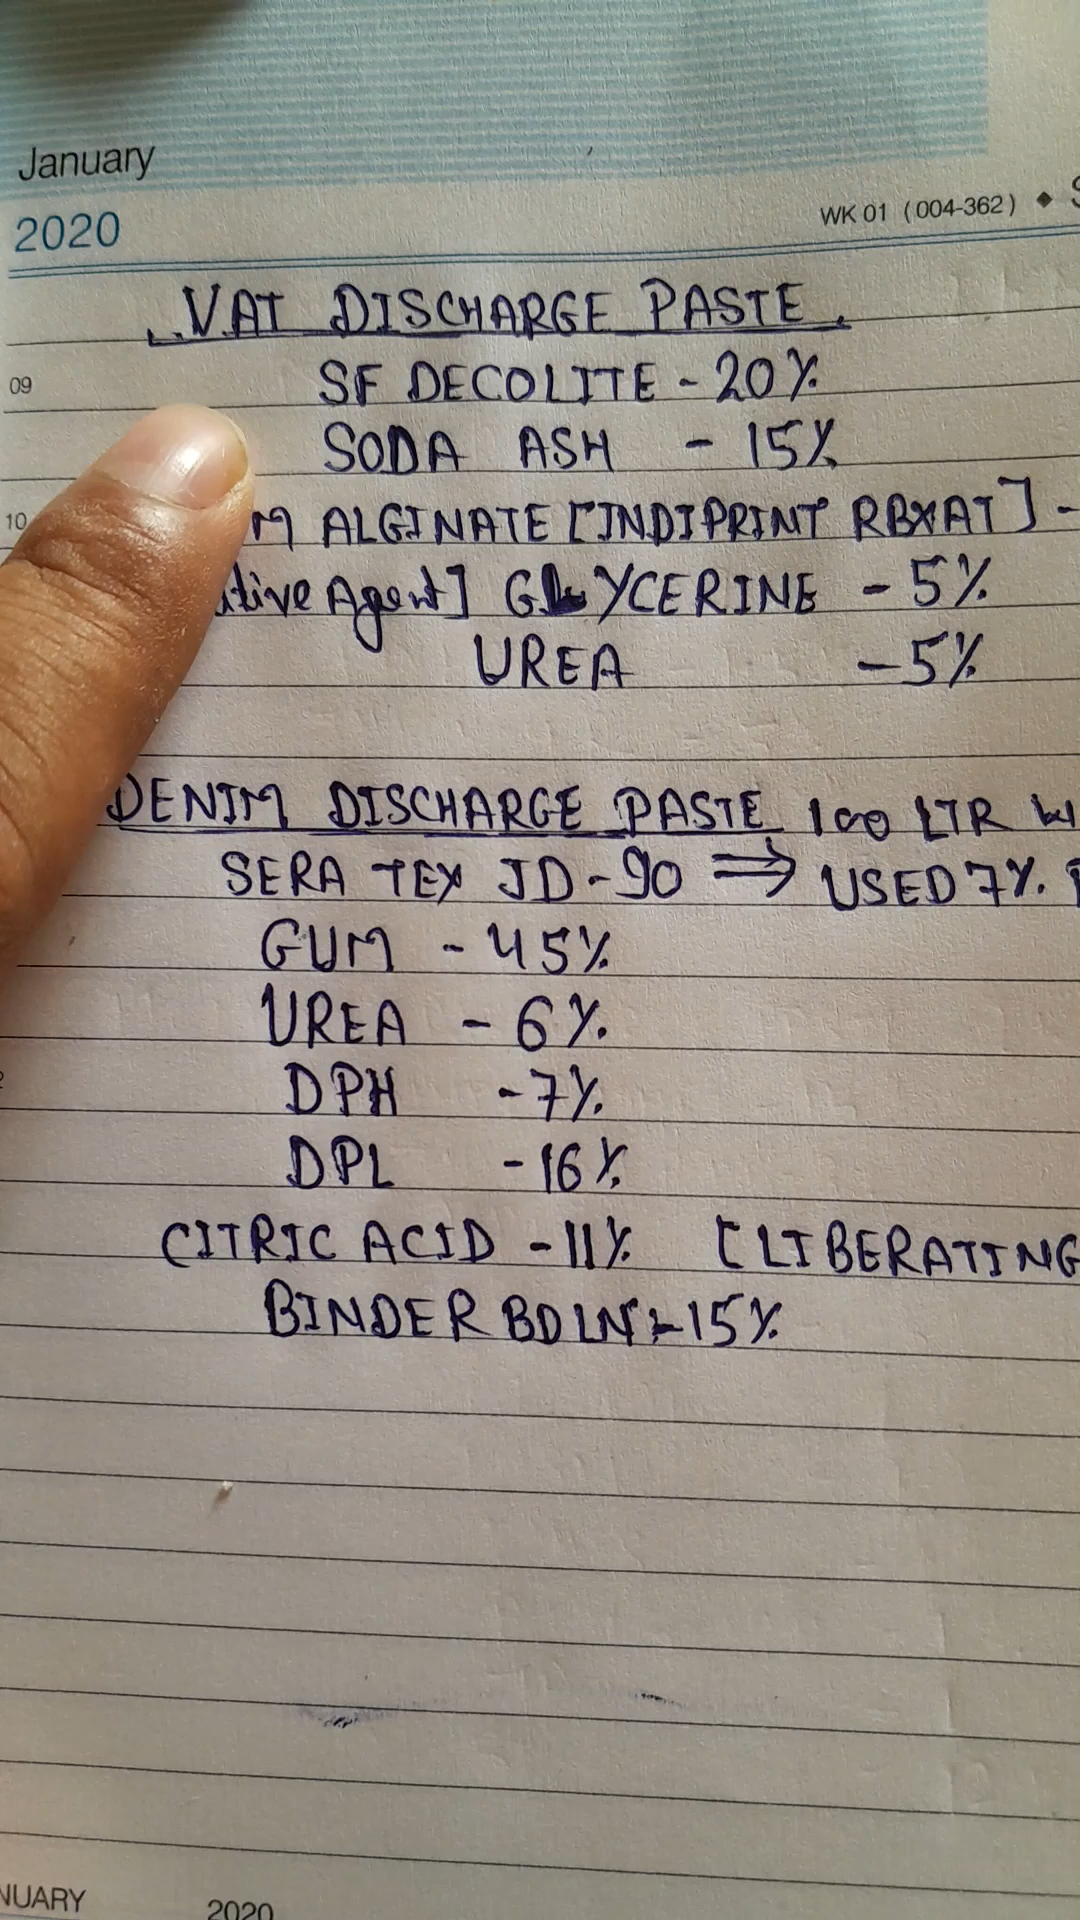 January
2020
WK 01 (004-362) ◆ S
VAT DISCHARGE PASTE
09
SF DECOLITE - 20%
SODA ASH - 15%
10
M ALGINATE [INDIPRINT RBXAT] -
ative Agent] GLYCERINE - 5%
UREA - 5%
DENIM DISCHARGE PASTE 100 LTR
SERA TEX JD-90 ⇒ USED 7%.
GUM - 45%
UREA - 6%.
DPH - 7%.
DPL - 16%
CITRIC ACID - 11% [LIBERATING
BINDER BDLN - 15%
NUARY 2020